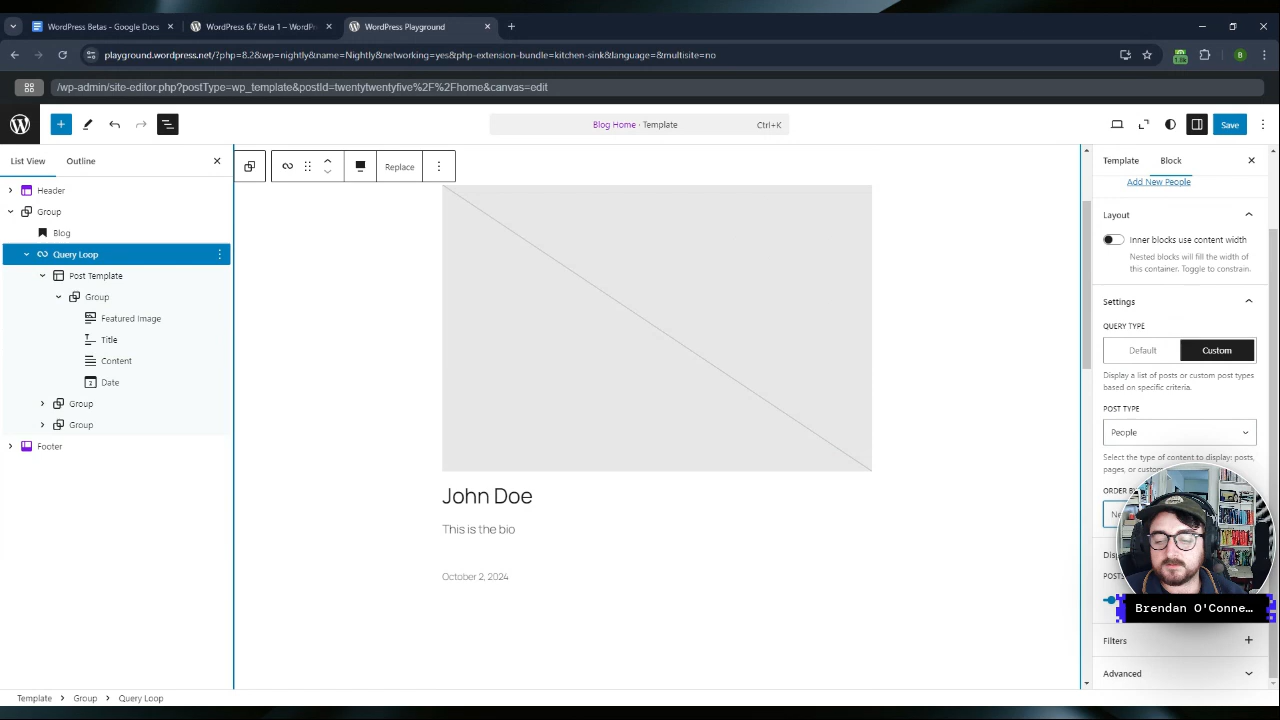 WordPress Betas - Google Docs
WordPress 6.7 Beta 1 – WordPr
WordPress Playground
playground.wordpress.net/?php=8.2&wp=nightly&name=Nightly&networking=yes&php-extension-bundle=kitchen-sink&language=&multisite=no
1.0k
B
/wp-admin/site-editor.php?postType=wp_template&postId=twentytwentyfive%2F%2Fhome&canvas=edit
Blog Home · Template
Ctrl+K
Save
List View
Outline
Header
Group
Blog
Query Loop
Post Template
Group
Featured Image
Title
Content
Date
Group
Group
Footer
Replace
John Doe
This is the bio
October 2, 2024
Template
Block
Add New People
Layout
Inner blocks use content width
Nested blocks will fill the width of
this container. Toggle to constrain.
Settings
QUERY TYPE
Default
Custom
Display a list of posts or custom post types
based on specific criteria.
POST TYPE
People
Select the type of content to display: posts,
pages, or custom
ORDER BY
Brendan O'Conne…
Filters
Advanced
Template
Group
Query Loop